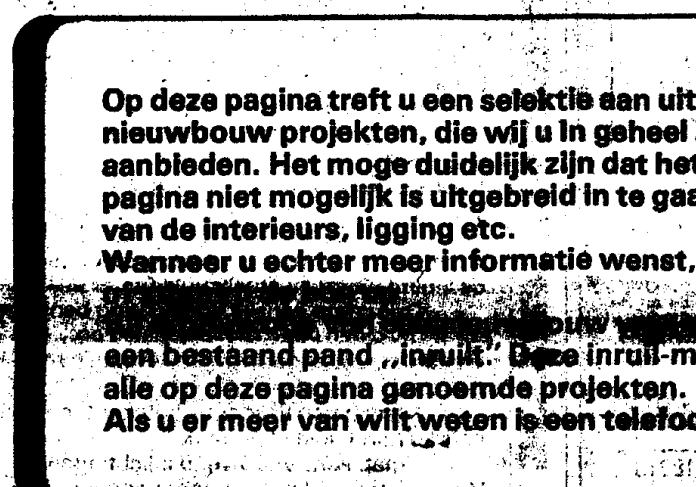 Op deze pagina treft u een selektie aan uit
nieuwbouw projekten, die wij u in geheel
aanbieden. Het moge duidelijk zijn dat het
pagina niet mogelijk is uitgebreid in te gaa
van de interieurs, ligging etc.
Wanneer u echter meer informatie wenst,
een bestaand pand „inruilt.” Deze inruil-m
alle op deze pagina genoemde projekten.
Als u er meer van wilt weten is een telefoo